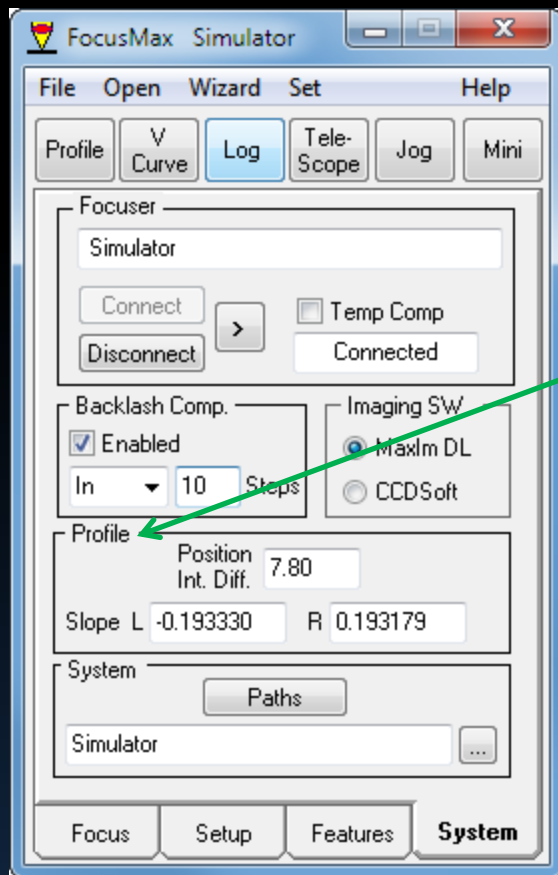 FocusMax Simulator
File Open Wizard Set Help
Profile V Curve Log Tele-Scope Jog Mini
Focuser
Simulator
Connect > Temp Comp
Disconnect Connected
Backlash Comp. Imaging SW
Enabled MaxIm DL
In 10 Steps CCDSoft
Profile
Position Int. Diff. 7.80
Slope L -0.193330 R 0.193179
System
Paths
Simulator ...
Focus Setup Features System